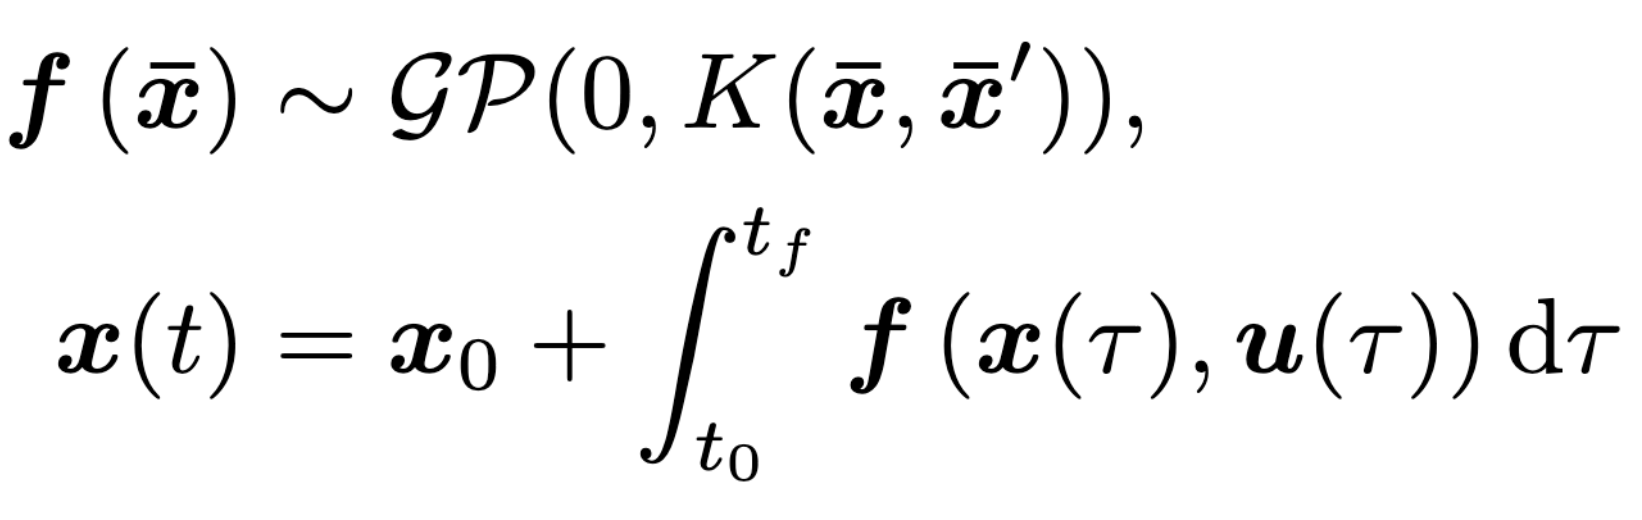 𝒇(𝒙̄) ∼ 𝒢𝒫(0, K(𝒙̄, 𝒙̄′)),
𝒙(t) = 𝒙₀ + ∫_{t₀}^{t_f} 𝒇(𝒙(τ), 𝒖(τ)) dτ